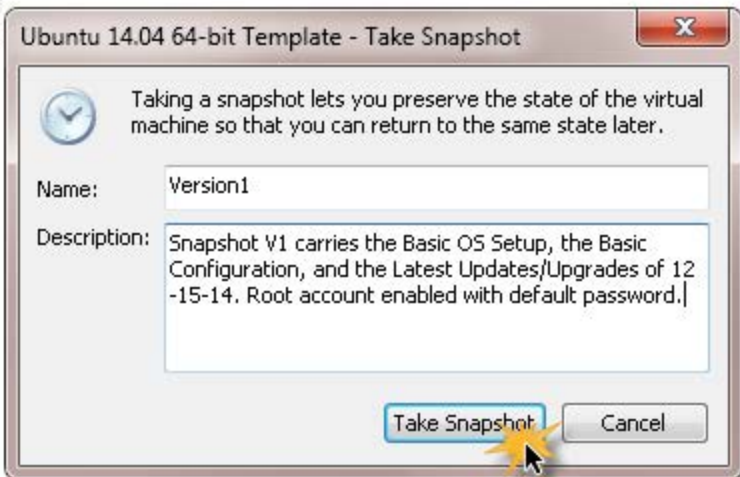 Ubuntu 14.04 64-bit Template - Take Snapshot
Taking a snapshot lets you preserve the state of the virtual
machine so that you can return to the same state later.
Name:
Version1
Description:
Snapshot V1 carries the Basic OS Setup, the Basic
Configuration, and the Latest Updates/Upgrades of 12
-15-14. Root account enabled with default password.
Take Snapshot
Cancel